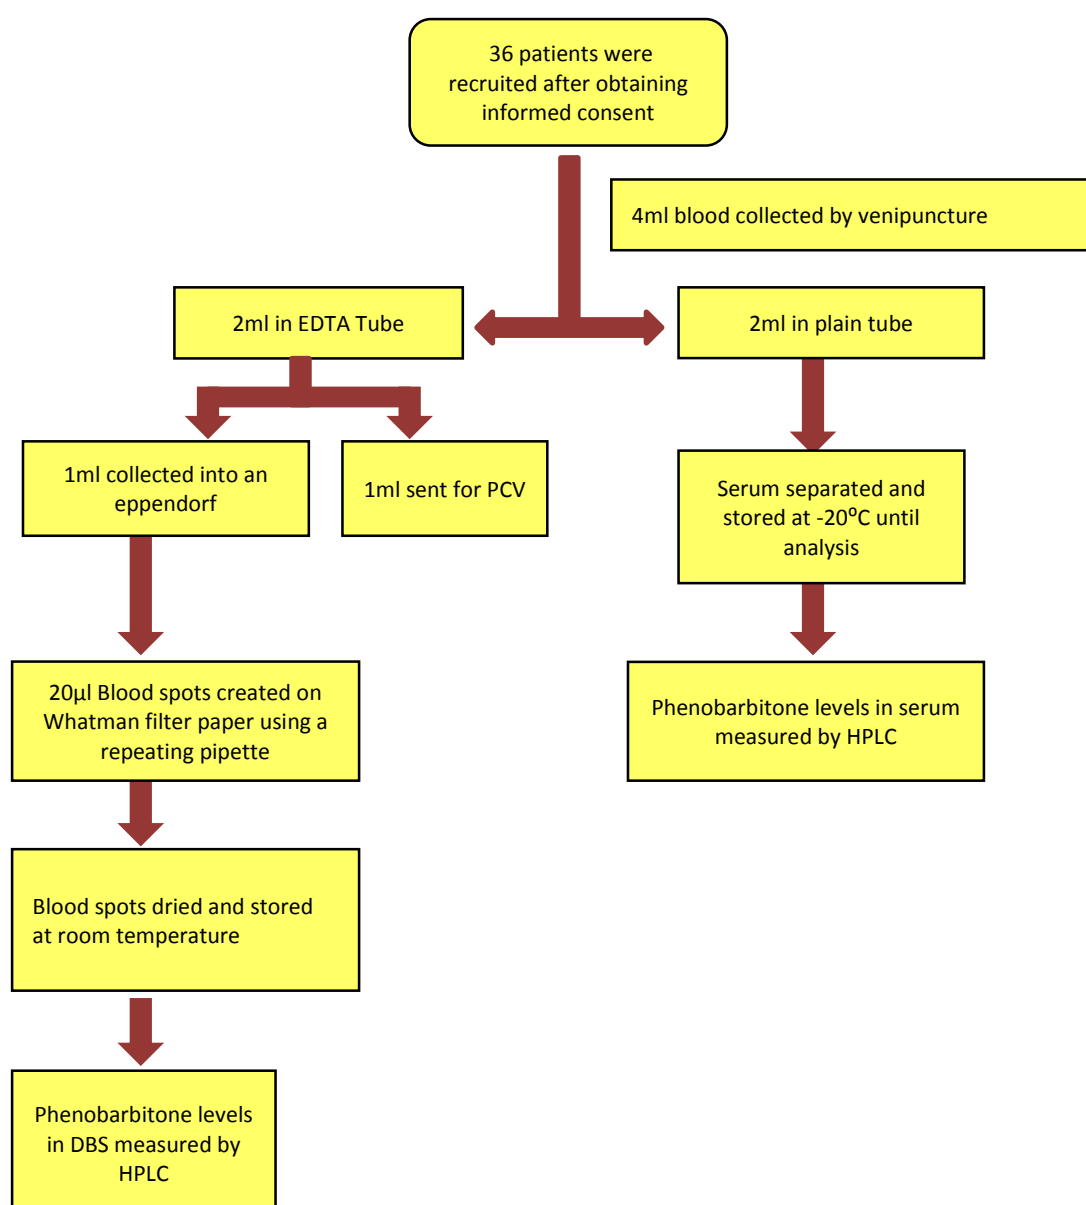 36 patients were
recruited after obtaining
informed consent
4ml blood collected by venipuncture
2ml in EDTA Tube
2ml in plain tube
1ml collected into an
eppendorf
1ml sent for PCV
Serum separated and
stored at -20⁰C until
analysis
20µl Blood spots created on
Whatman filter paper using a
repeating pipette
Phenobarbitone levels in serum
measured by HPLC
Blood spots dried and stored
at room temperature
Phenobarbitone levels
in DBS measured by
HPLC